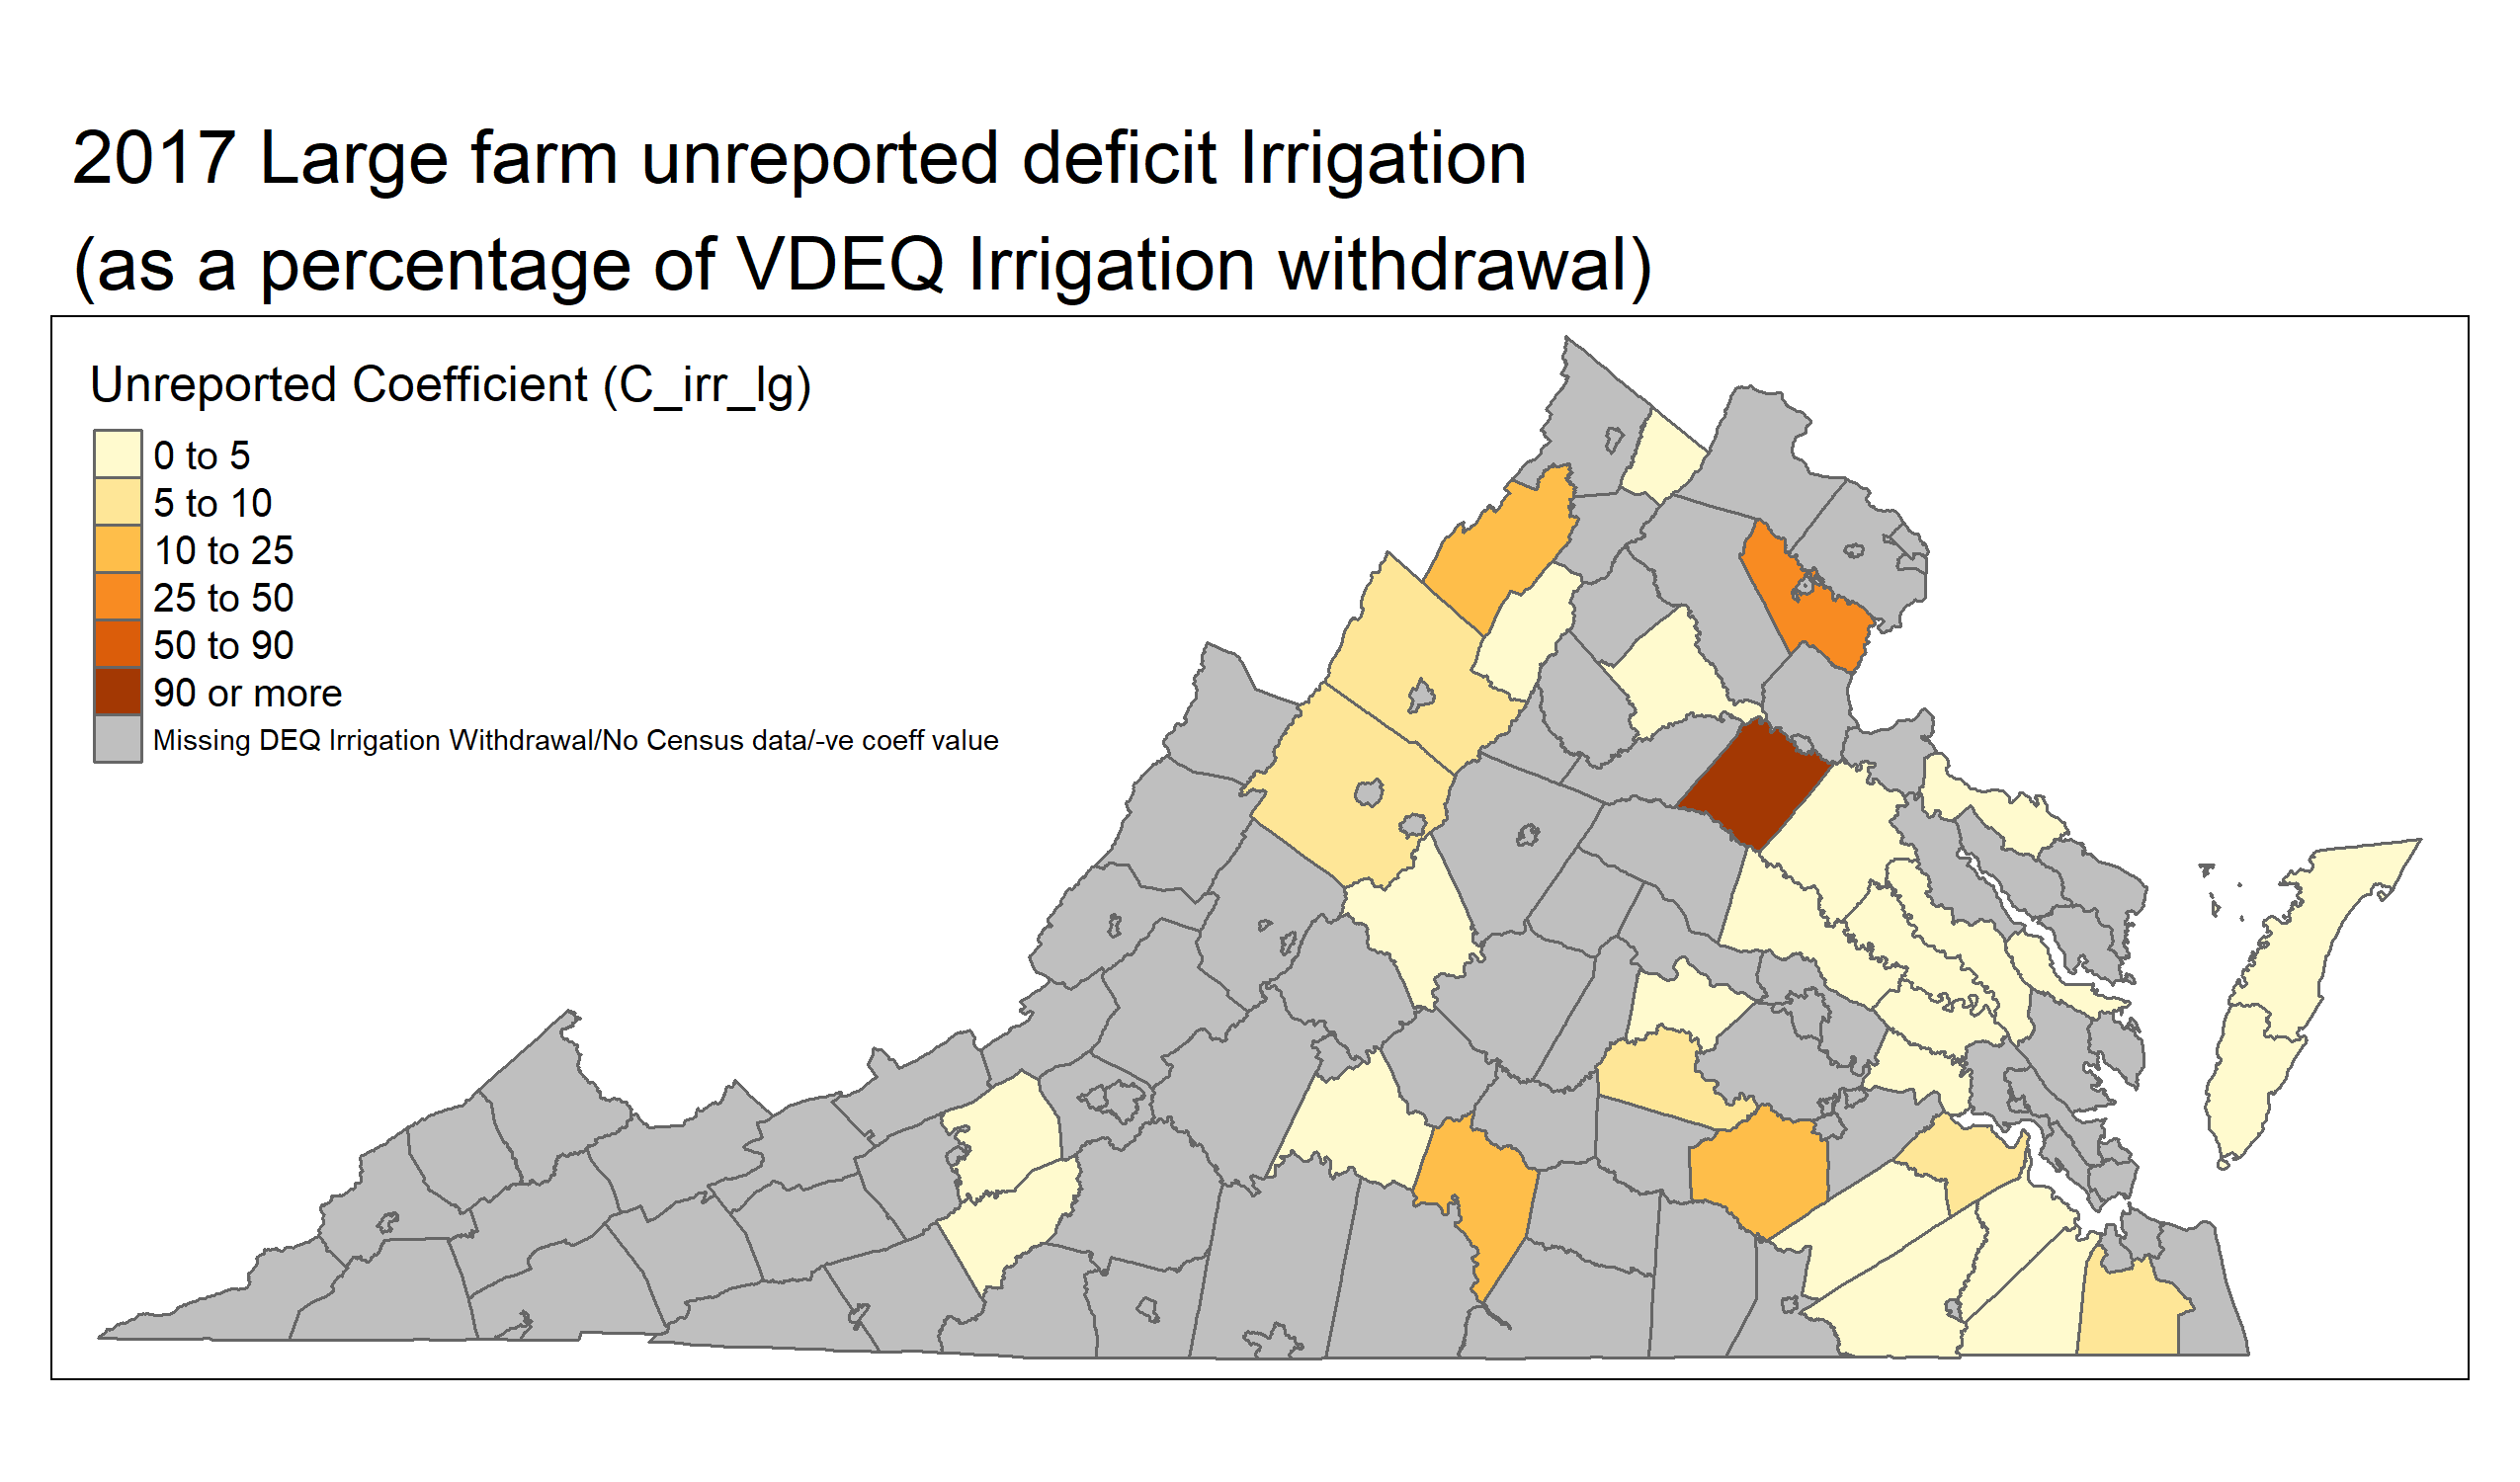 2017 Large farm unreported deficit Irrigation
(as a percentage of VDEQ Irrigation withdrawal)
Unreported Coefficient (C_irr_lg)
0 to 5
5 to 10
10 to 25
25 to 50
50 to 90
90 or more
Missing DEQ Irrigation Withdrawal/No Census data/-ve coeff value